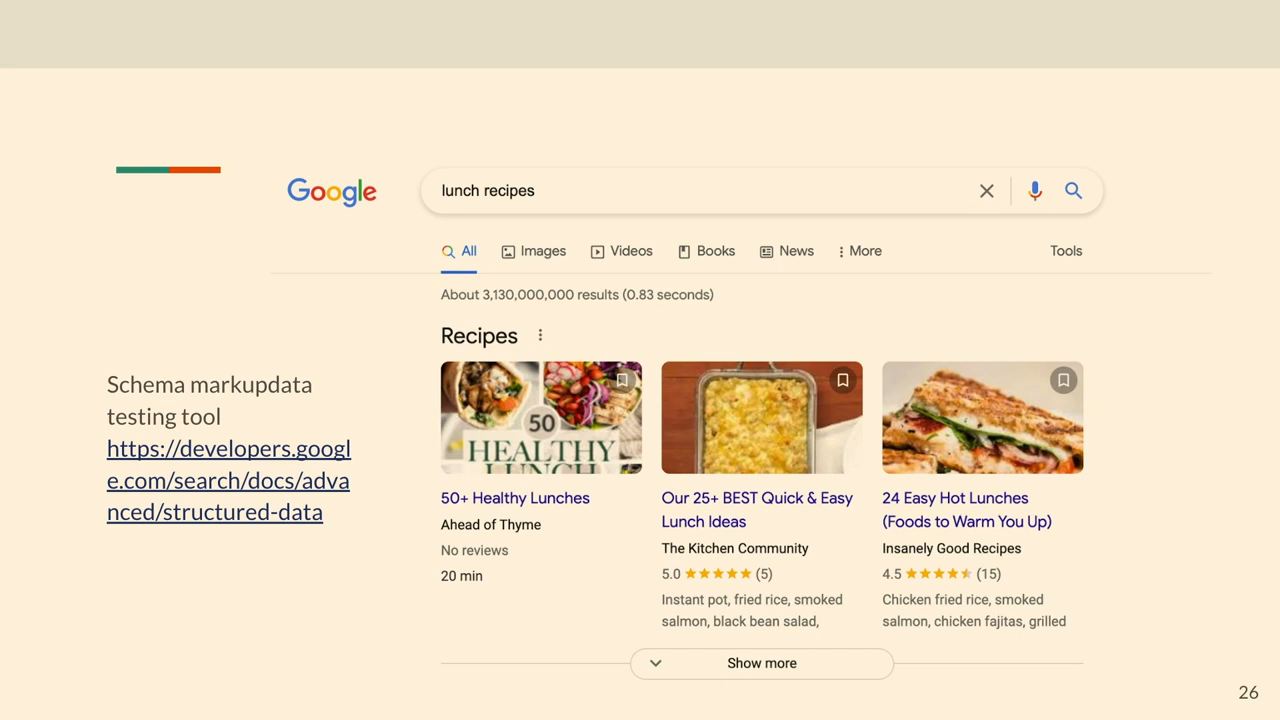 Google
lunch recipes
All Images Videos Books News More Tools
About 3,130,000,000 results (0.83 seconds)
Recipes
50
HEALTHY
LUNCH
Schema markupdata
testing tool
https://developers.googl
e.com/search/docs/adva
nced/structured-data
50+ Healthy Lunches
Ahead of Thyme
No reviews
20 min
Our 25+ BEST Quick & Easy
Lunch Ideas
The Kitchen Community
5.0 (5)
Instant pot, fried rice, smoked
salmon, black bean salad,
24 Easy Hot Lunches
(Foods to Warm You Up)
Insanely Good Recipes
4.5 (15)
Chicken fried rice, smoked
salmon, chicken fajitas, grilled
Show more
26